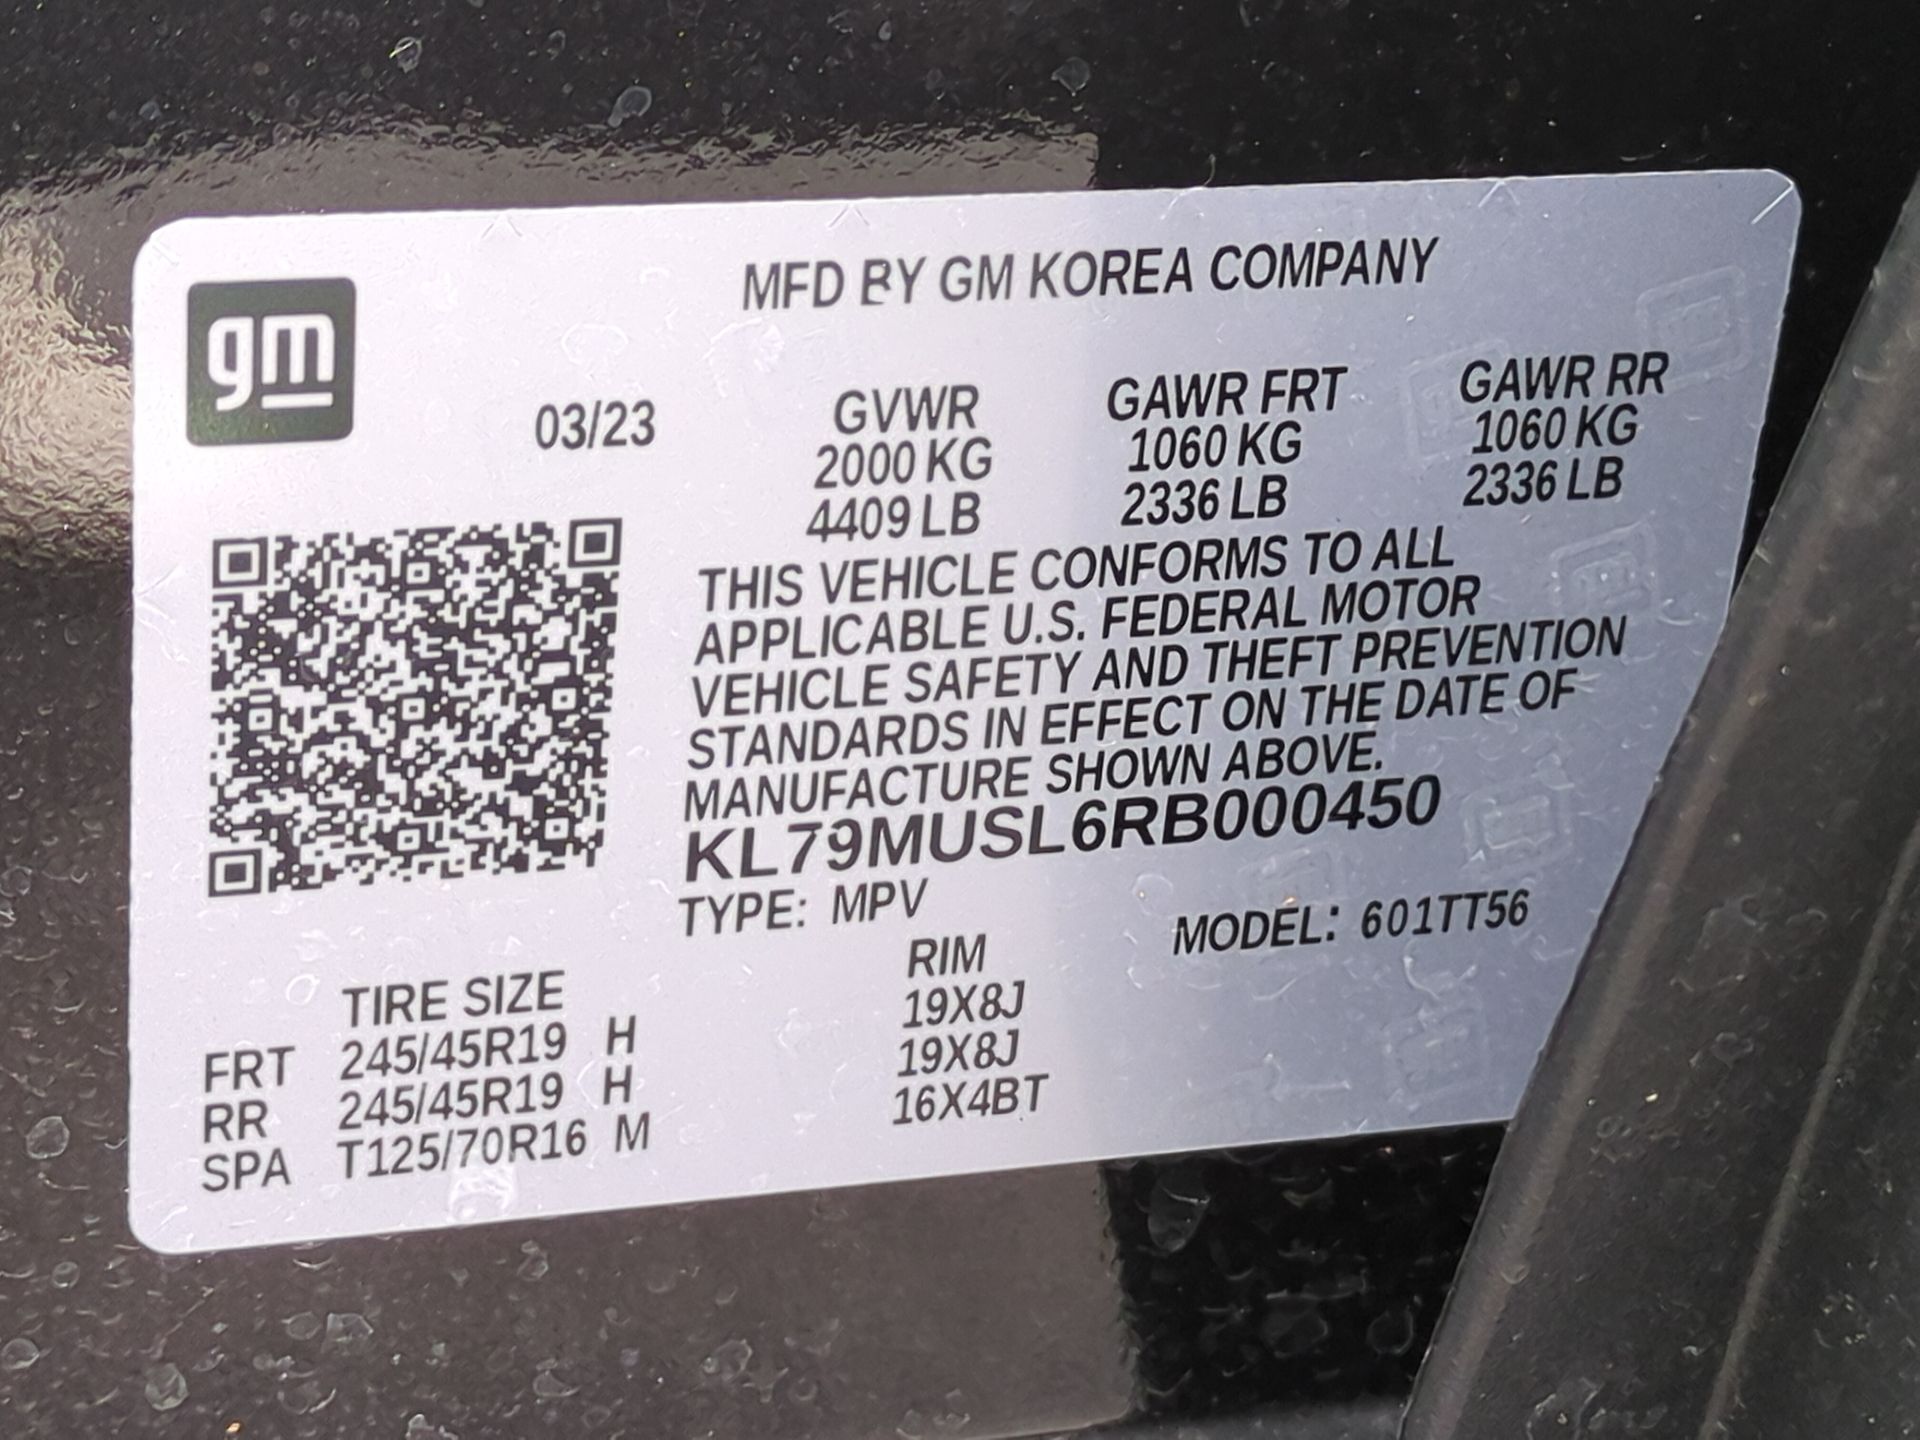 gm
MFD BY GM KOREA COMPANY
03/23
GVWR GAWR FRT GAWR RR
2000 KG 1060 KG 1060 KG
4409 LB 2336 LB 2336 LB
THIS VEHICLE CONFORMS TO ALL
APPLICABLE U.S. FEDERAL MOTOR
VEHICLE SAFETY AND THEFT PREVENTION
STANDARDS IN EFFECT ON THE DATE OF
MANUFACTURE SHOWN ABOVE.
KL79MUSL6RB000450
TYPE: MPV MODEL: 601TT56
TIRE SIZE RIM
FRT 245/45R19 H 19X8J
RR 245/45R19 H 19X8J
SPA T125/70R16 M 16X4BT